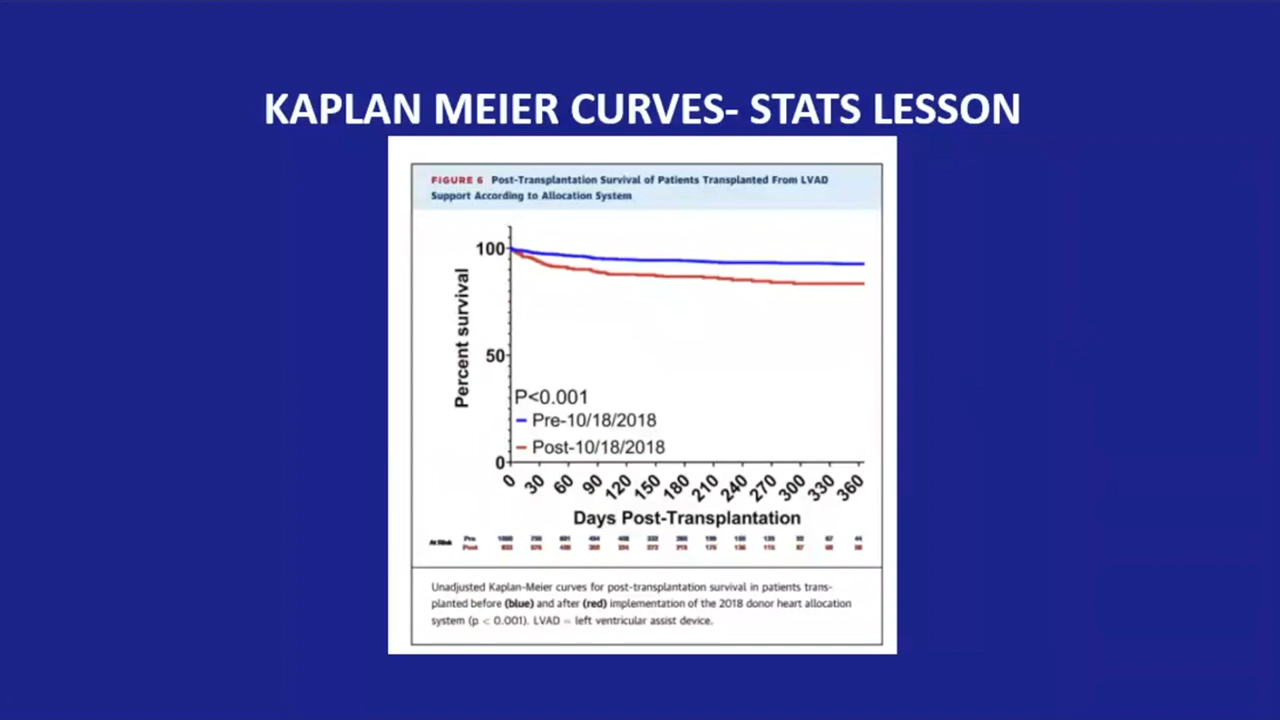 KAPLAN MEIER CURVES- STATS LESSON
FIGURE 6 Post-Transplantation Survival of Patients Transplanted From LVAD
Support According to Allocation System
100
Percent survival
50
P<0.001
Pre-10/18/2018
Post-10/18/2018
0
0 30 60 90 120 150 180 210 240 270 300 330 360
Days Post-Transplantation
At Risk
Pre
Post
Unadjusted Kaplan-Meier curves for post-transplantation survival in patients trans-
planted before (blue) and after (red) implementation of the 2018 donor heart allocation
system (p < 0.001). LVAD = left ventricular assist device.